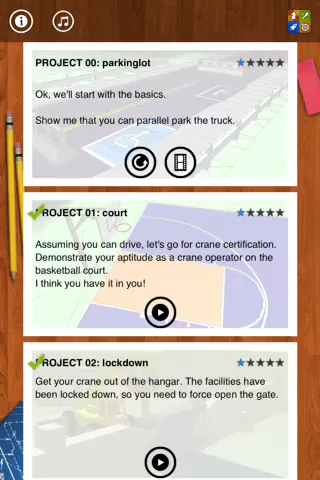 PROJECT 00: parkinglot
Ok, we'll start with the basics.
Show me that you can parallel park the truck.
PROJECT 01: court
Assuming you can drive, let's go for crane certification.
Demonstrate your aptitude as a crane operator on the
basketball court.
I think you have it in you!
PROJECT 02: lockdown
Get your crane out of the hangar. The facilities have
been locked down, so you need to force open the gate.